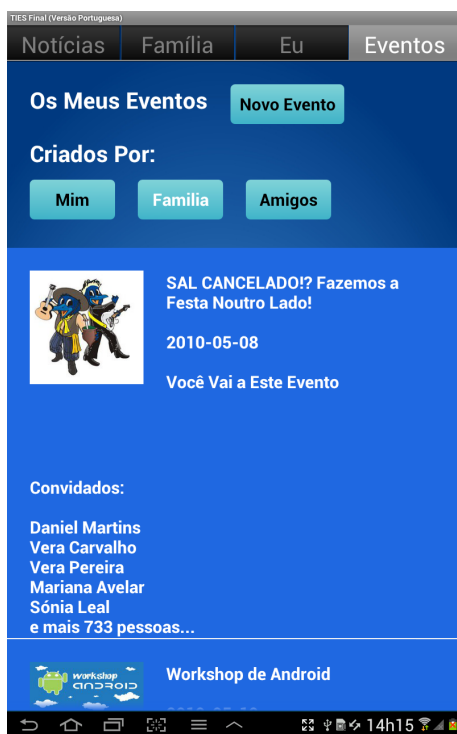 TIES Final (Versão Portuguesa)
Notícias Família Eu Eventos
Os Meus Eventos Novo Evento
Criados Por:
Mim Familia Amigos
SAL CANCELADO!? Fazemos a
Festa Noutro Lado!
2010-05-08
Você Vai a Este Evento
Convidados:
Daniel Martins
Vera Carvalho
Vera Pereira
Mariana Avelar
Sónia Leal
e mais 733 pessoas...
workshop
ANDROID
Workshop de Android
14h15